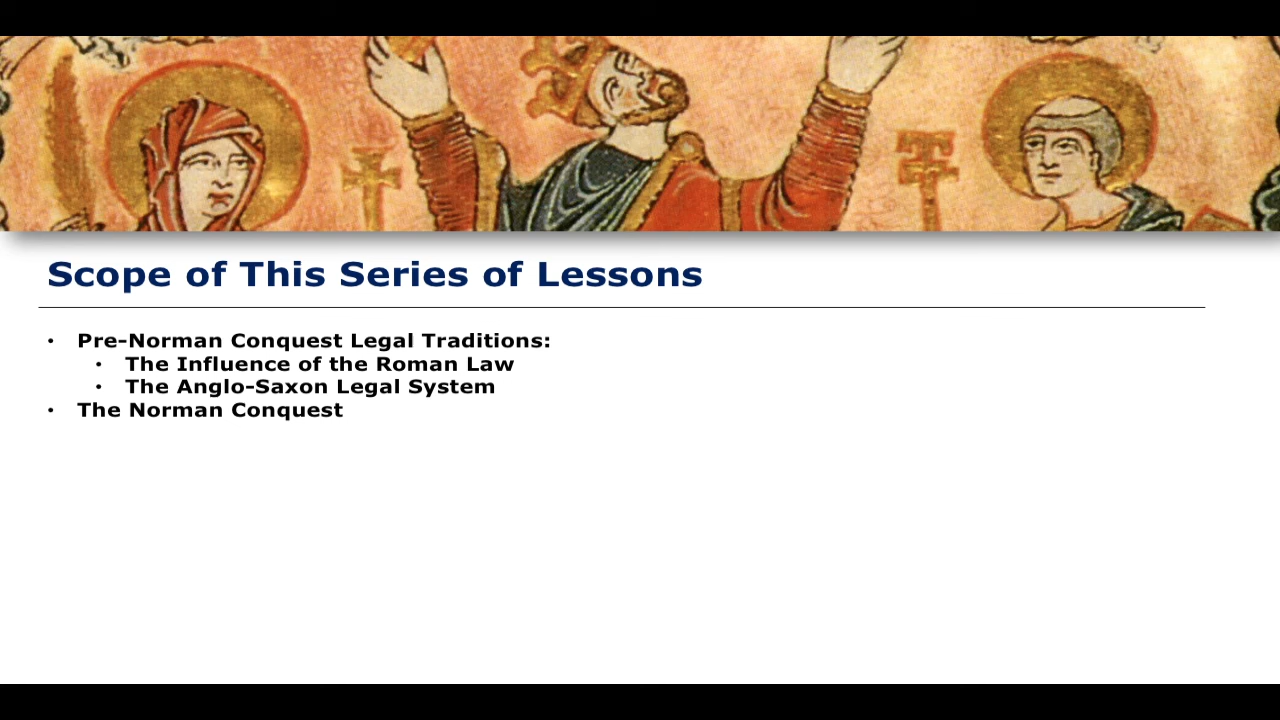 Scope of This Series of Lessons
• Pre-Norman Conquest Legal Traditions:
• The Influence of the Roman Law
• The Anglo-Saxon Legal System
• The Norman Conquest